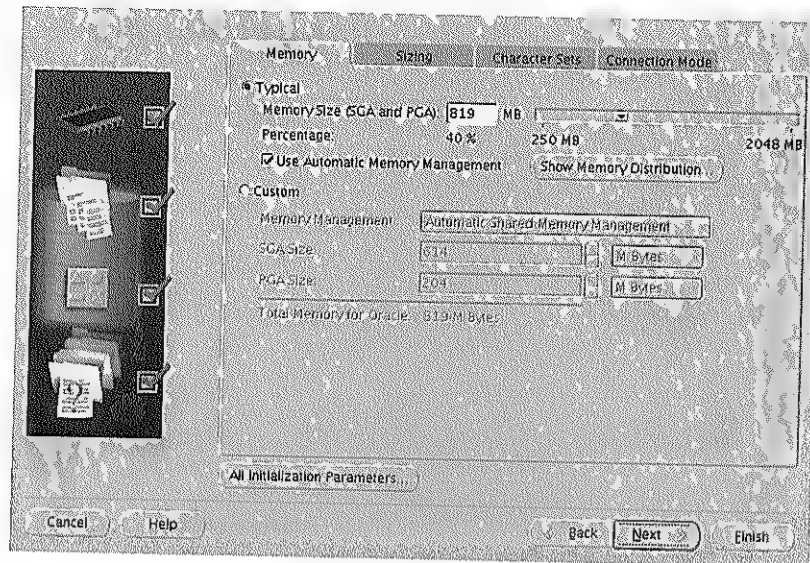 Memory Sizing Character Sets Connection Mode
Typical
Memory Size (SGA and PGA): 819 MB
Percentage: 40 % 250 MB 2048 MB
Use Automatic Memory Management Show Memory Distribution...
Custom
Memory Management Automatic Shared Memory Management
SGA Size: 614 M Bytes
PGA Size: 204 M Bytes
Total Memory for Oracle: 819 M Bytes
All Initialization Parameters...
Cancel Help Back Next Finish